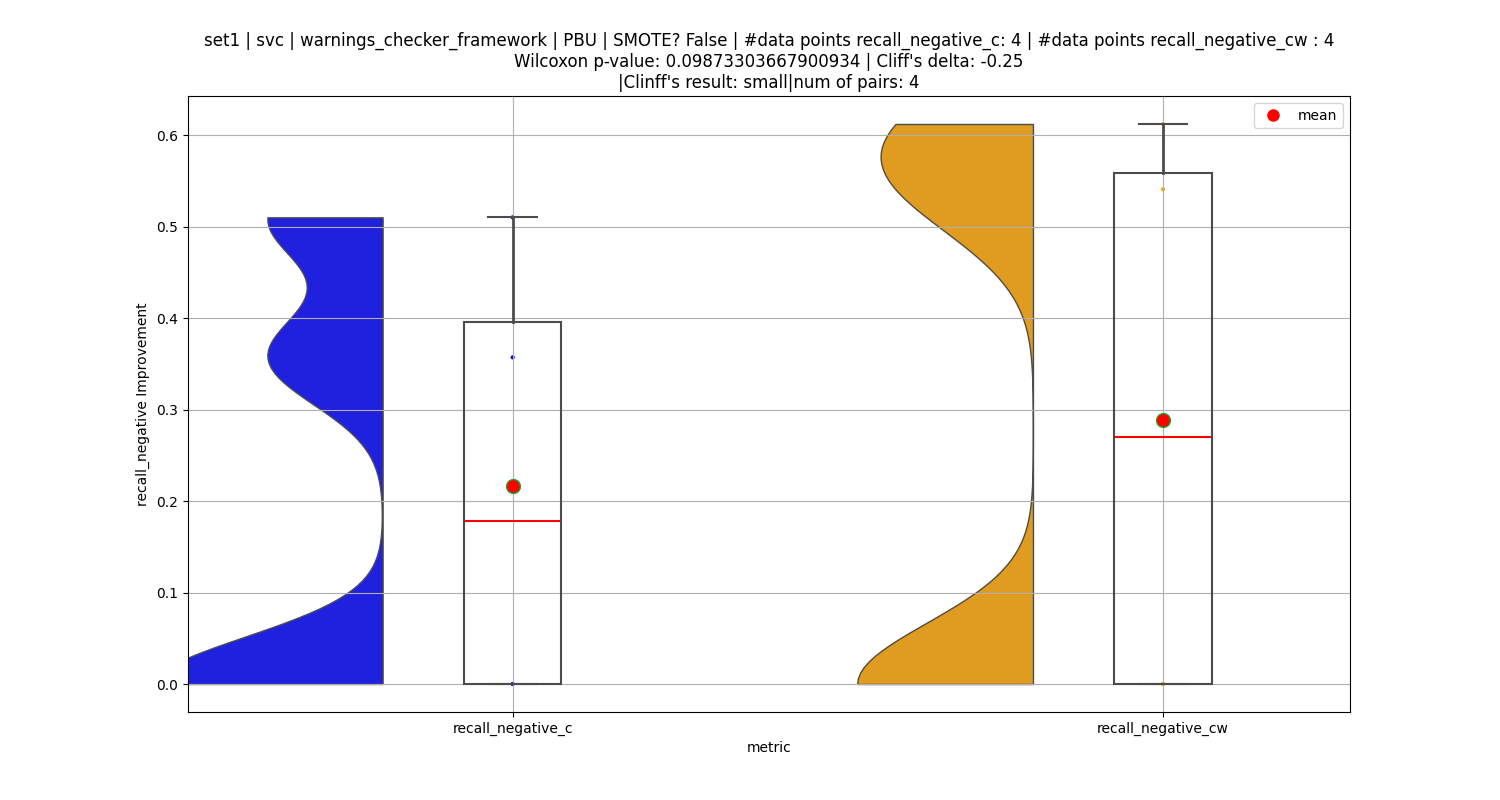 set1 | svc | warnings_checker_framework | PBU | SMOTE? False | #data points recall_negative_c: 4 | #data points recall_negative_cw : 4
Wilcoxon p-value: 0.09873303667900934 | Cliff's delta: -0.25
|Clinff's result: small|num of pairs: 4
mean
0.6
0.5
0.4
0.3
0.2
0.1
0.0
recall_negative Improvement
recall_negative_c
recall_negative_cw
metric